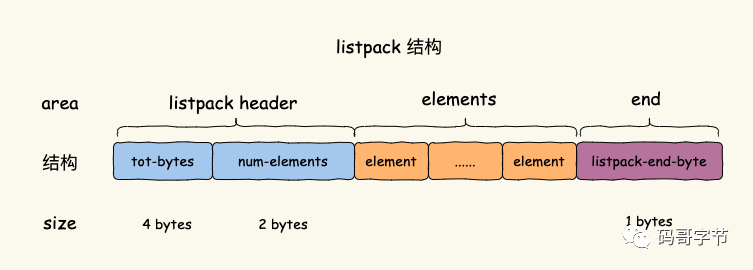 listpack 结构
area listpack header elements end
结构 tot-bytes num-elements element ...... element listpack-end-byte
size 4 bytes 2 bytes 1 bytes
码哥字节